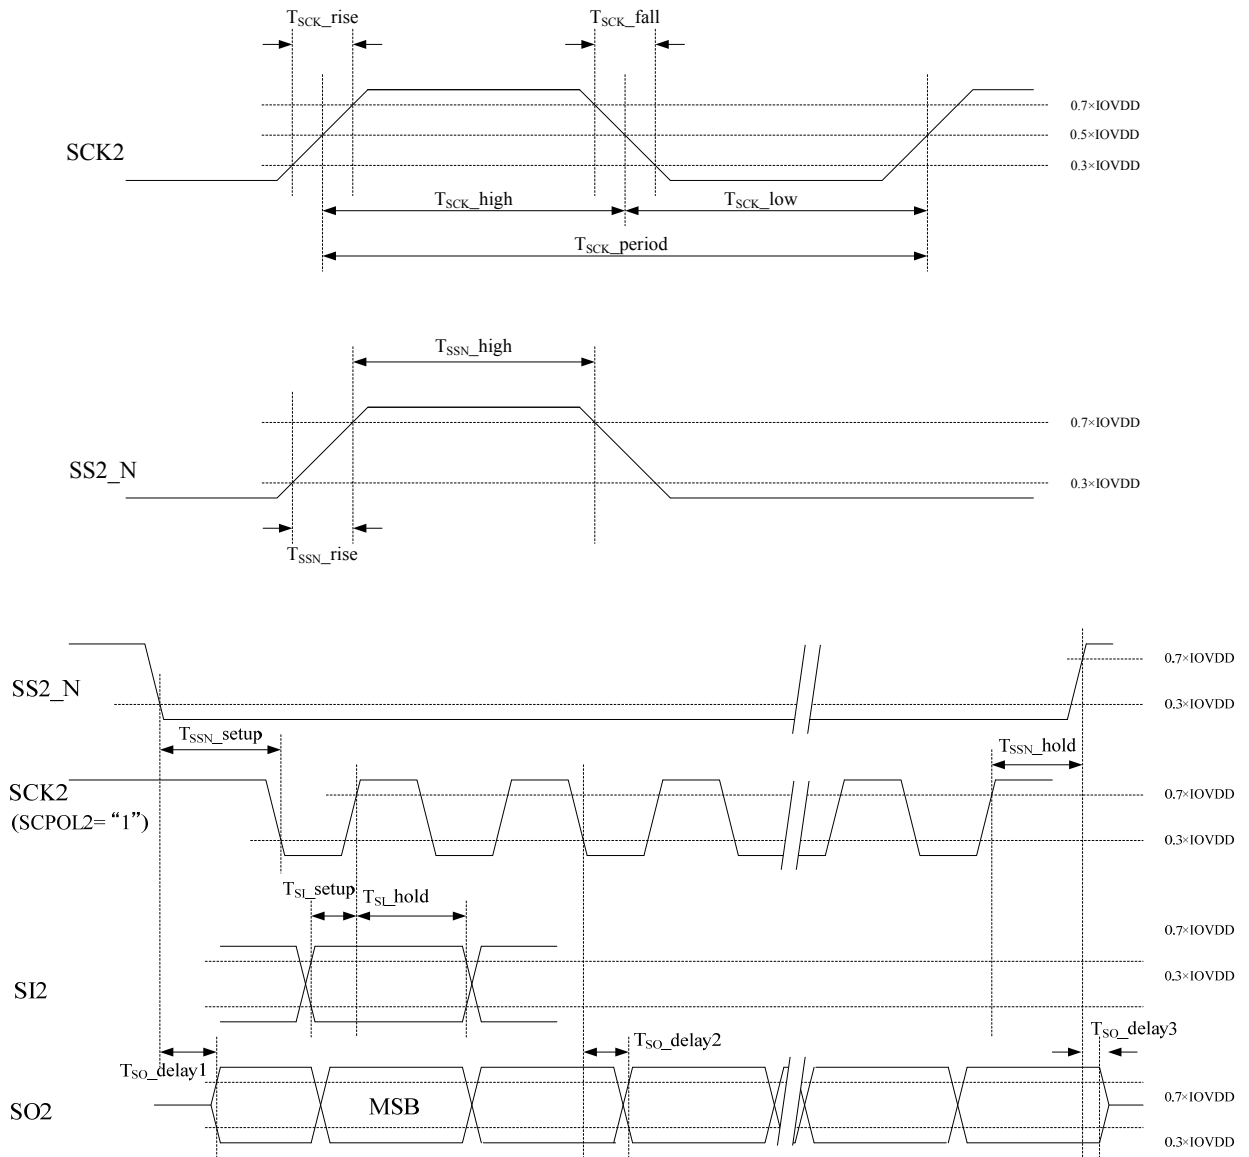 TSCK_rise
TSCK_fall
0.7×IOVDD
SCK2
0.5×IOVDD
0.3×IOVDD
TSCK_high
TSCK_low
TSCK_period
TSSN_high
0.7×IOVDD
SS2_N
0.3×IOVDD
TSSN_rise
0.7×IOVDD
SS2_N
0.3×IOVDD
TSSN_setup
TSSN_hold
SCK2
0.7×IOVDD
(SCPOL2= “1”)
0.3×IOVDD
TSI_setup
TSI_hold
0.7×IOVDD
0.3×IOVDD
SI2
TSO_delay1
TSO_delay2
TSO_delay3
0.7×IOVDD
SO2
MSB
0.3×IOVDD